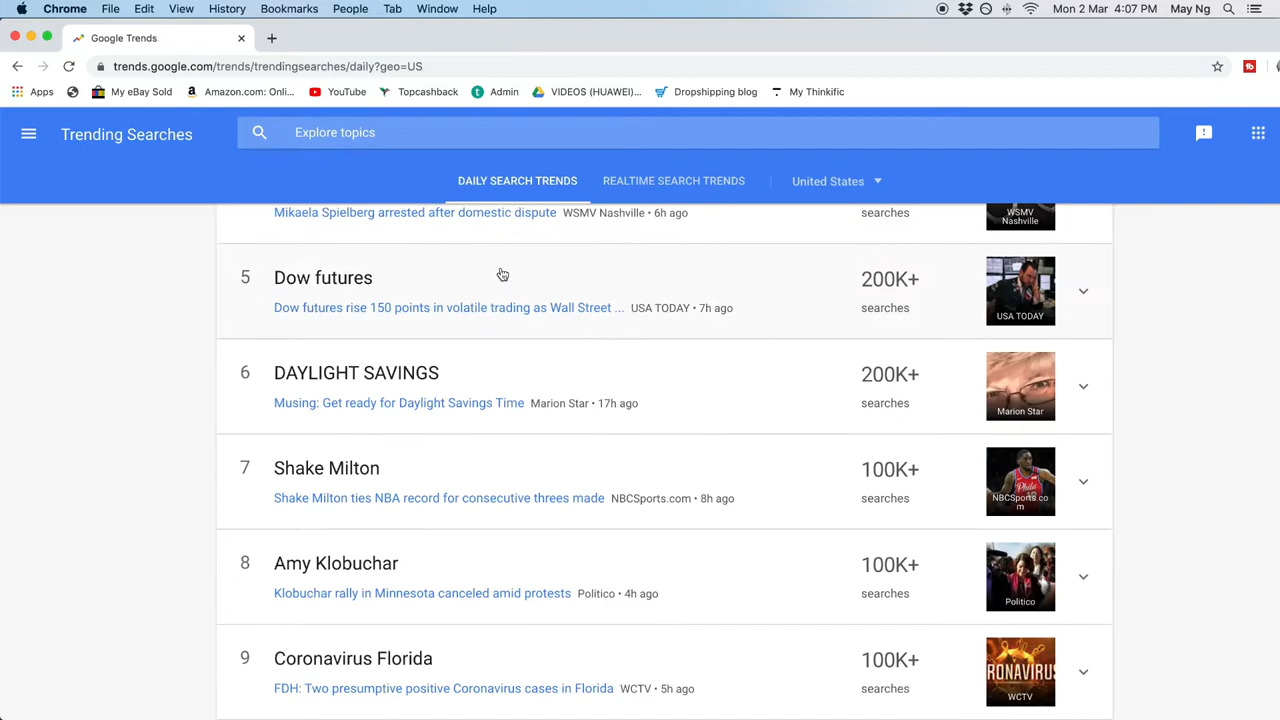 Chrome File Edit View History Bookmarks People Tab Window Help Mon 2 Mar 4:07 PM May Ng
Google Trends
trends.google.com/trends/trendingsearches/daily?geo=US
Apps My eBay Sold Amazon.com: Onli... YouTube Topcashback Admin VIDEOS (HUAWEI)... Dropshipping blog My Thinkific
Trending Searches Explore topics
DAILY SEARCH TRENDS REALTIME SEARCH TRENDS United States
Mikaela Spielberg arrested after domestic dispute WSMV Nashville • 6h ago searches
WSMV
Nashville
5 Dow futures 200K+
Dow futures rise 150 points in volatile trading as Wall Street ... USA TODAY • 7h ago searches
USA TODAY
6 DAYLIGHT SAVINGS 200K+
Musing: Get ready for Daylight Savings Time Marion Star • 17h ago searches
Marion Star
7 Shake Milton 100K+
Shake Milton ties NBA record for consecutive threes made NBCSports.com • 8h ago searches
Phila
NBCSports.co
m
8 Amy Klobuchar 100K+
Klobuchar rally in Minnesota canceled amid protests Politico • 4h ago searches
Politico
9 Coronavirus Florida 100K+
FDH: Two presumptive positive Coronavirus cases in Florida WCTV • 5h ago searches
RONAVIRUS
WCTV